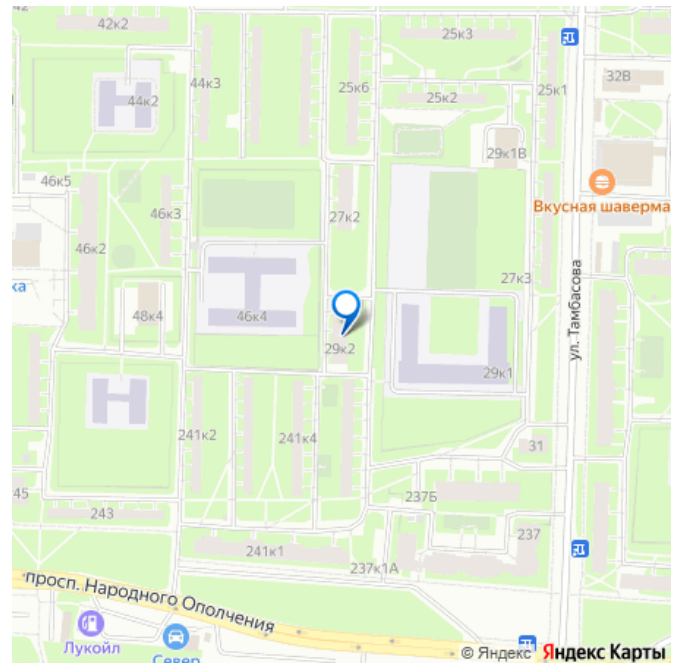 42к2
25к3
44к3
25к6
32В
44к2
25к2
25к1
29к1В
46к5
46к3
27к2
Вкусная шаверма
46к2
27к3
ка
48к4
46к4
ул. Тамбасова
29к2
29к1
241к2
241к4
31
45
243
237Б
237
241к1
237к1А
просп. Народного Ополчения
Лукойл
Север
© Яндекс Яндекс Карты